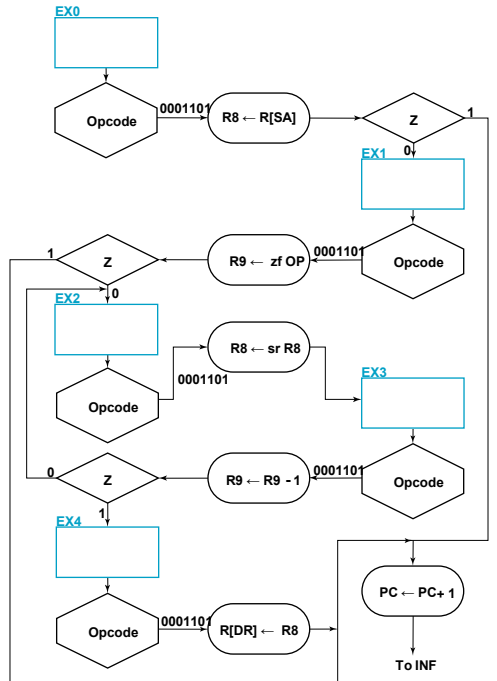 EX0
Opcode
0001101
R8 ← R[SA]
Z
1
0
EX1
Opcode
0001101
R9 ← zf OP
Z
1
0
EX2
Opcode
0001101
R8 ← sr R8
EX3
Opcode
0001101
R9 ← R9 - 1
Z
0
1
EX4
Opcode
0001101
R[DR] ← R8
PC ← PC + 1
To INF